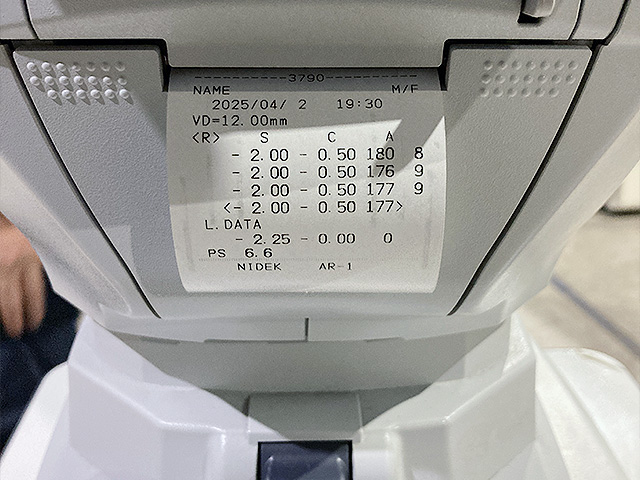 ----------3790----------
NAME M/F
2025/04/ 2 19:30
VD=12.00mm
<R> S C A
- 2.00 - 0.50 180 8
- 2.00 - 0.50 176 9
- 2.00 - 0.50 177 9
<- 2.00 - 0.50 177>
L.DATA
- 2.25 - 0.00 0
PS 6.6
NIDEK AR-1